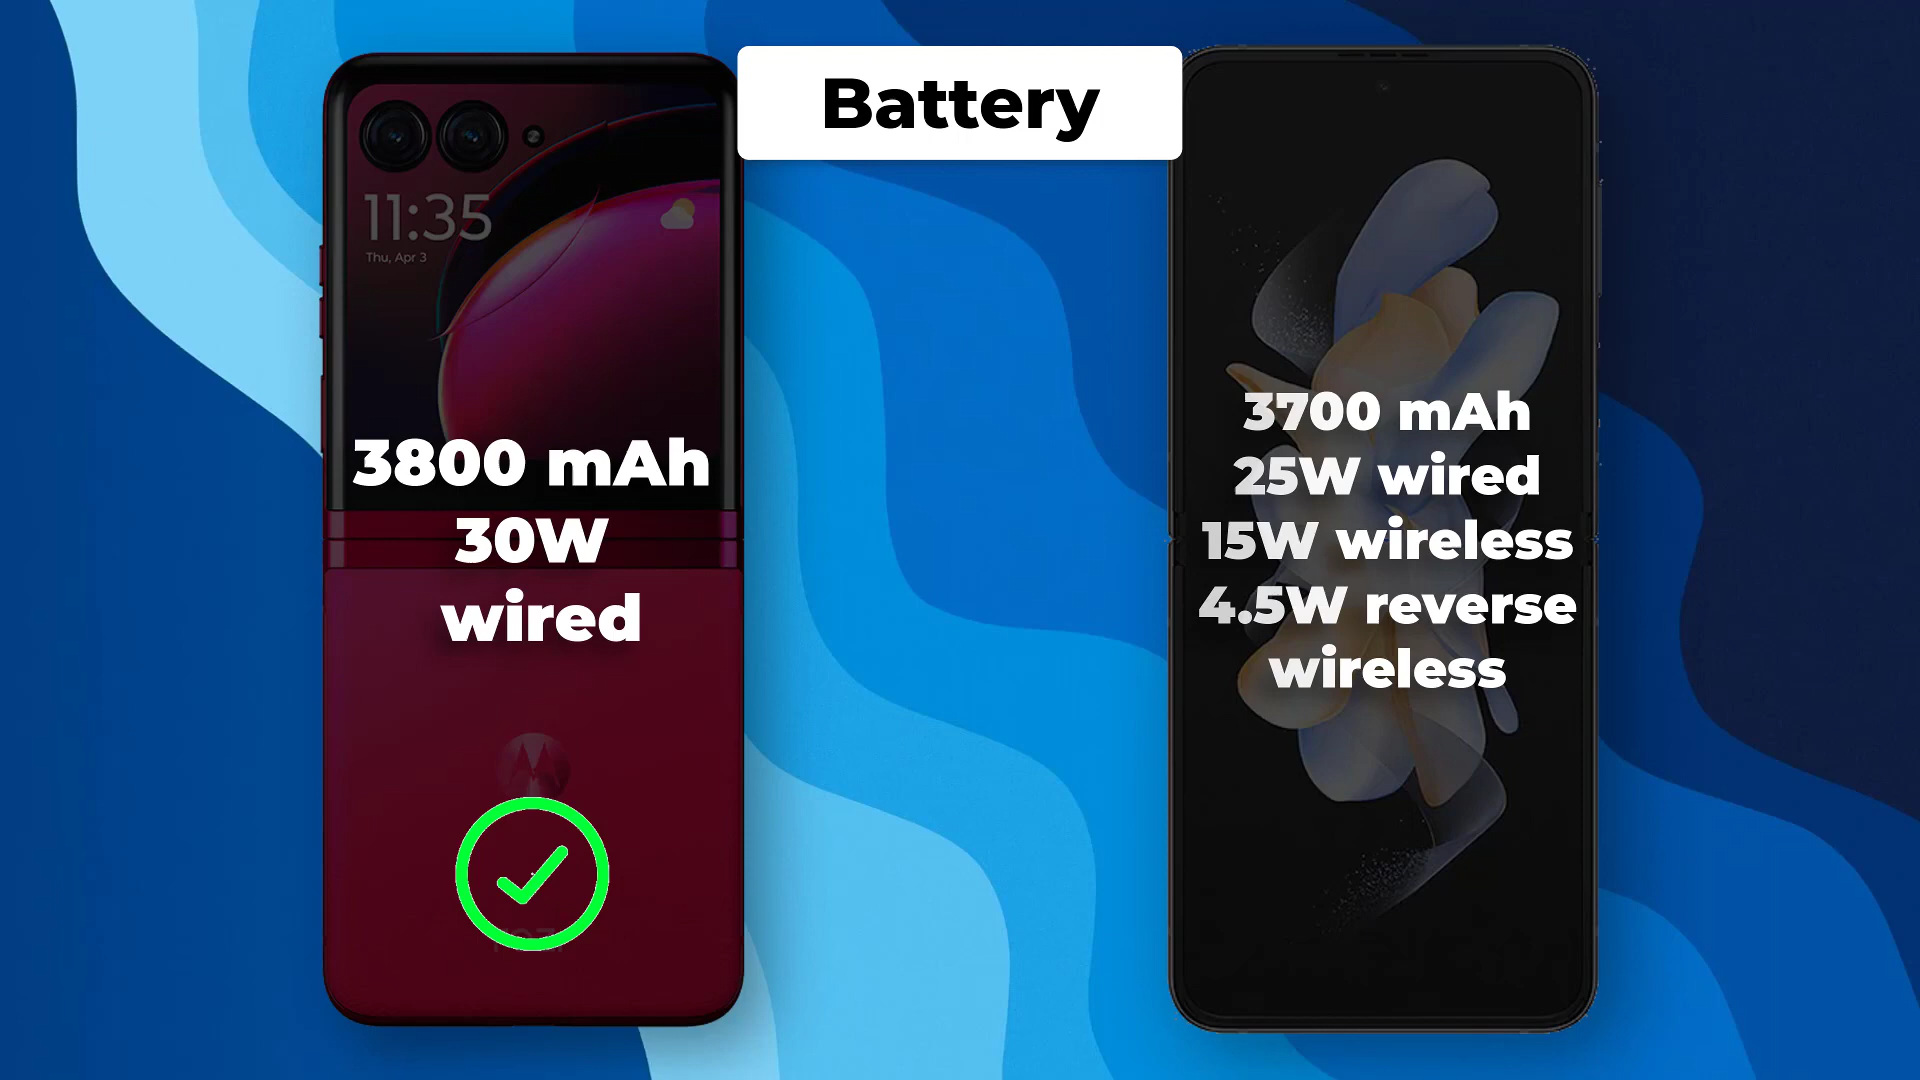 Battery
11:35
Thu, Apr 3
3800 mAh
30W
wired
3700 mAh
25W wired
15W wireless
4.5W reverse
wireless